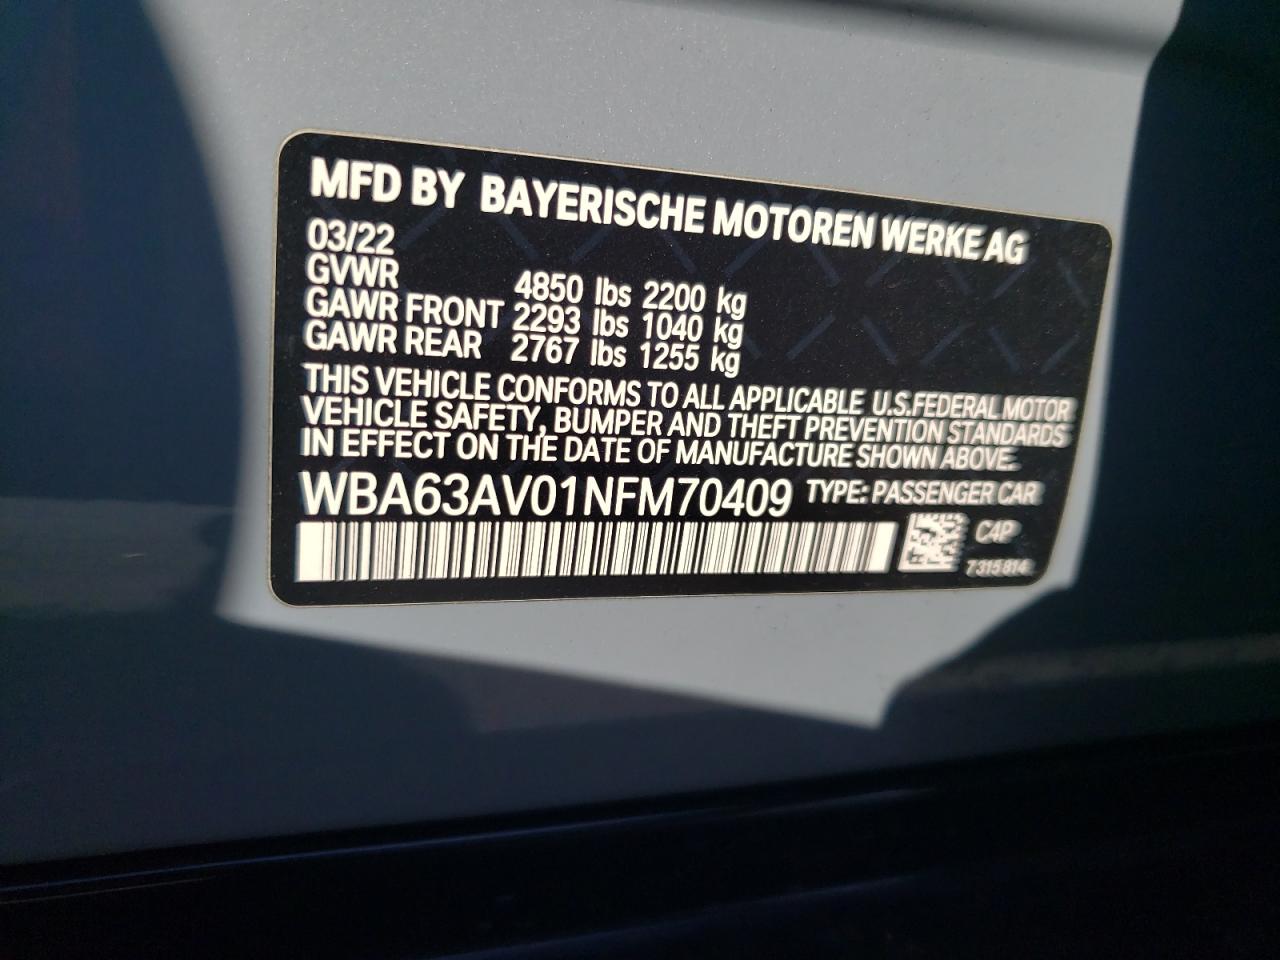 MFD BY BAYERISCHE MOTOREN WERKE AG
03/22
GVWR 4850 lbs 2200 kg
GAWR FRONT 2293 lbs 1040 kg
GAWR REAR 2767 lbs 1255 kg
THIS VEHICLE CONFORMS TO ALL APPLICABLE U.S.FEDERAL MOTOR
VEHICLE SAFETY, BUMPER AND THEFT PREVENTION STANDARDS
IN EFFECT ON THE DATE OF MANUFACTURE SHOWN ABOVE.
WBA63AV01NFM70409 TYPE: PASSENGER CAR
C4P
7315814